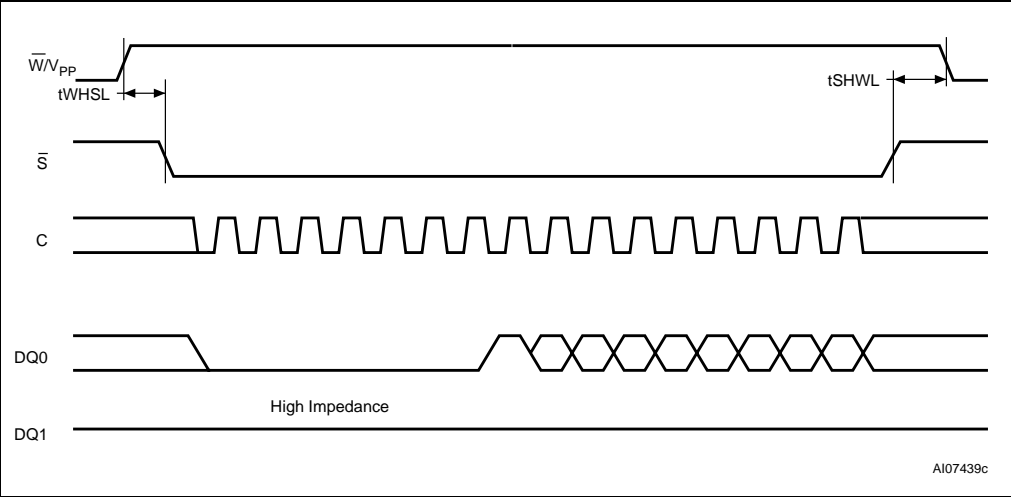 W̅/VPP
tWHSL
tSHWL
S̅
C
DQ0
High Impedance
DQ1
AI07439c